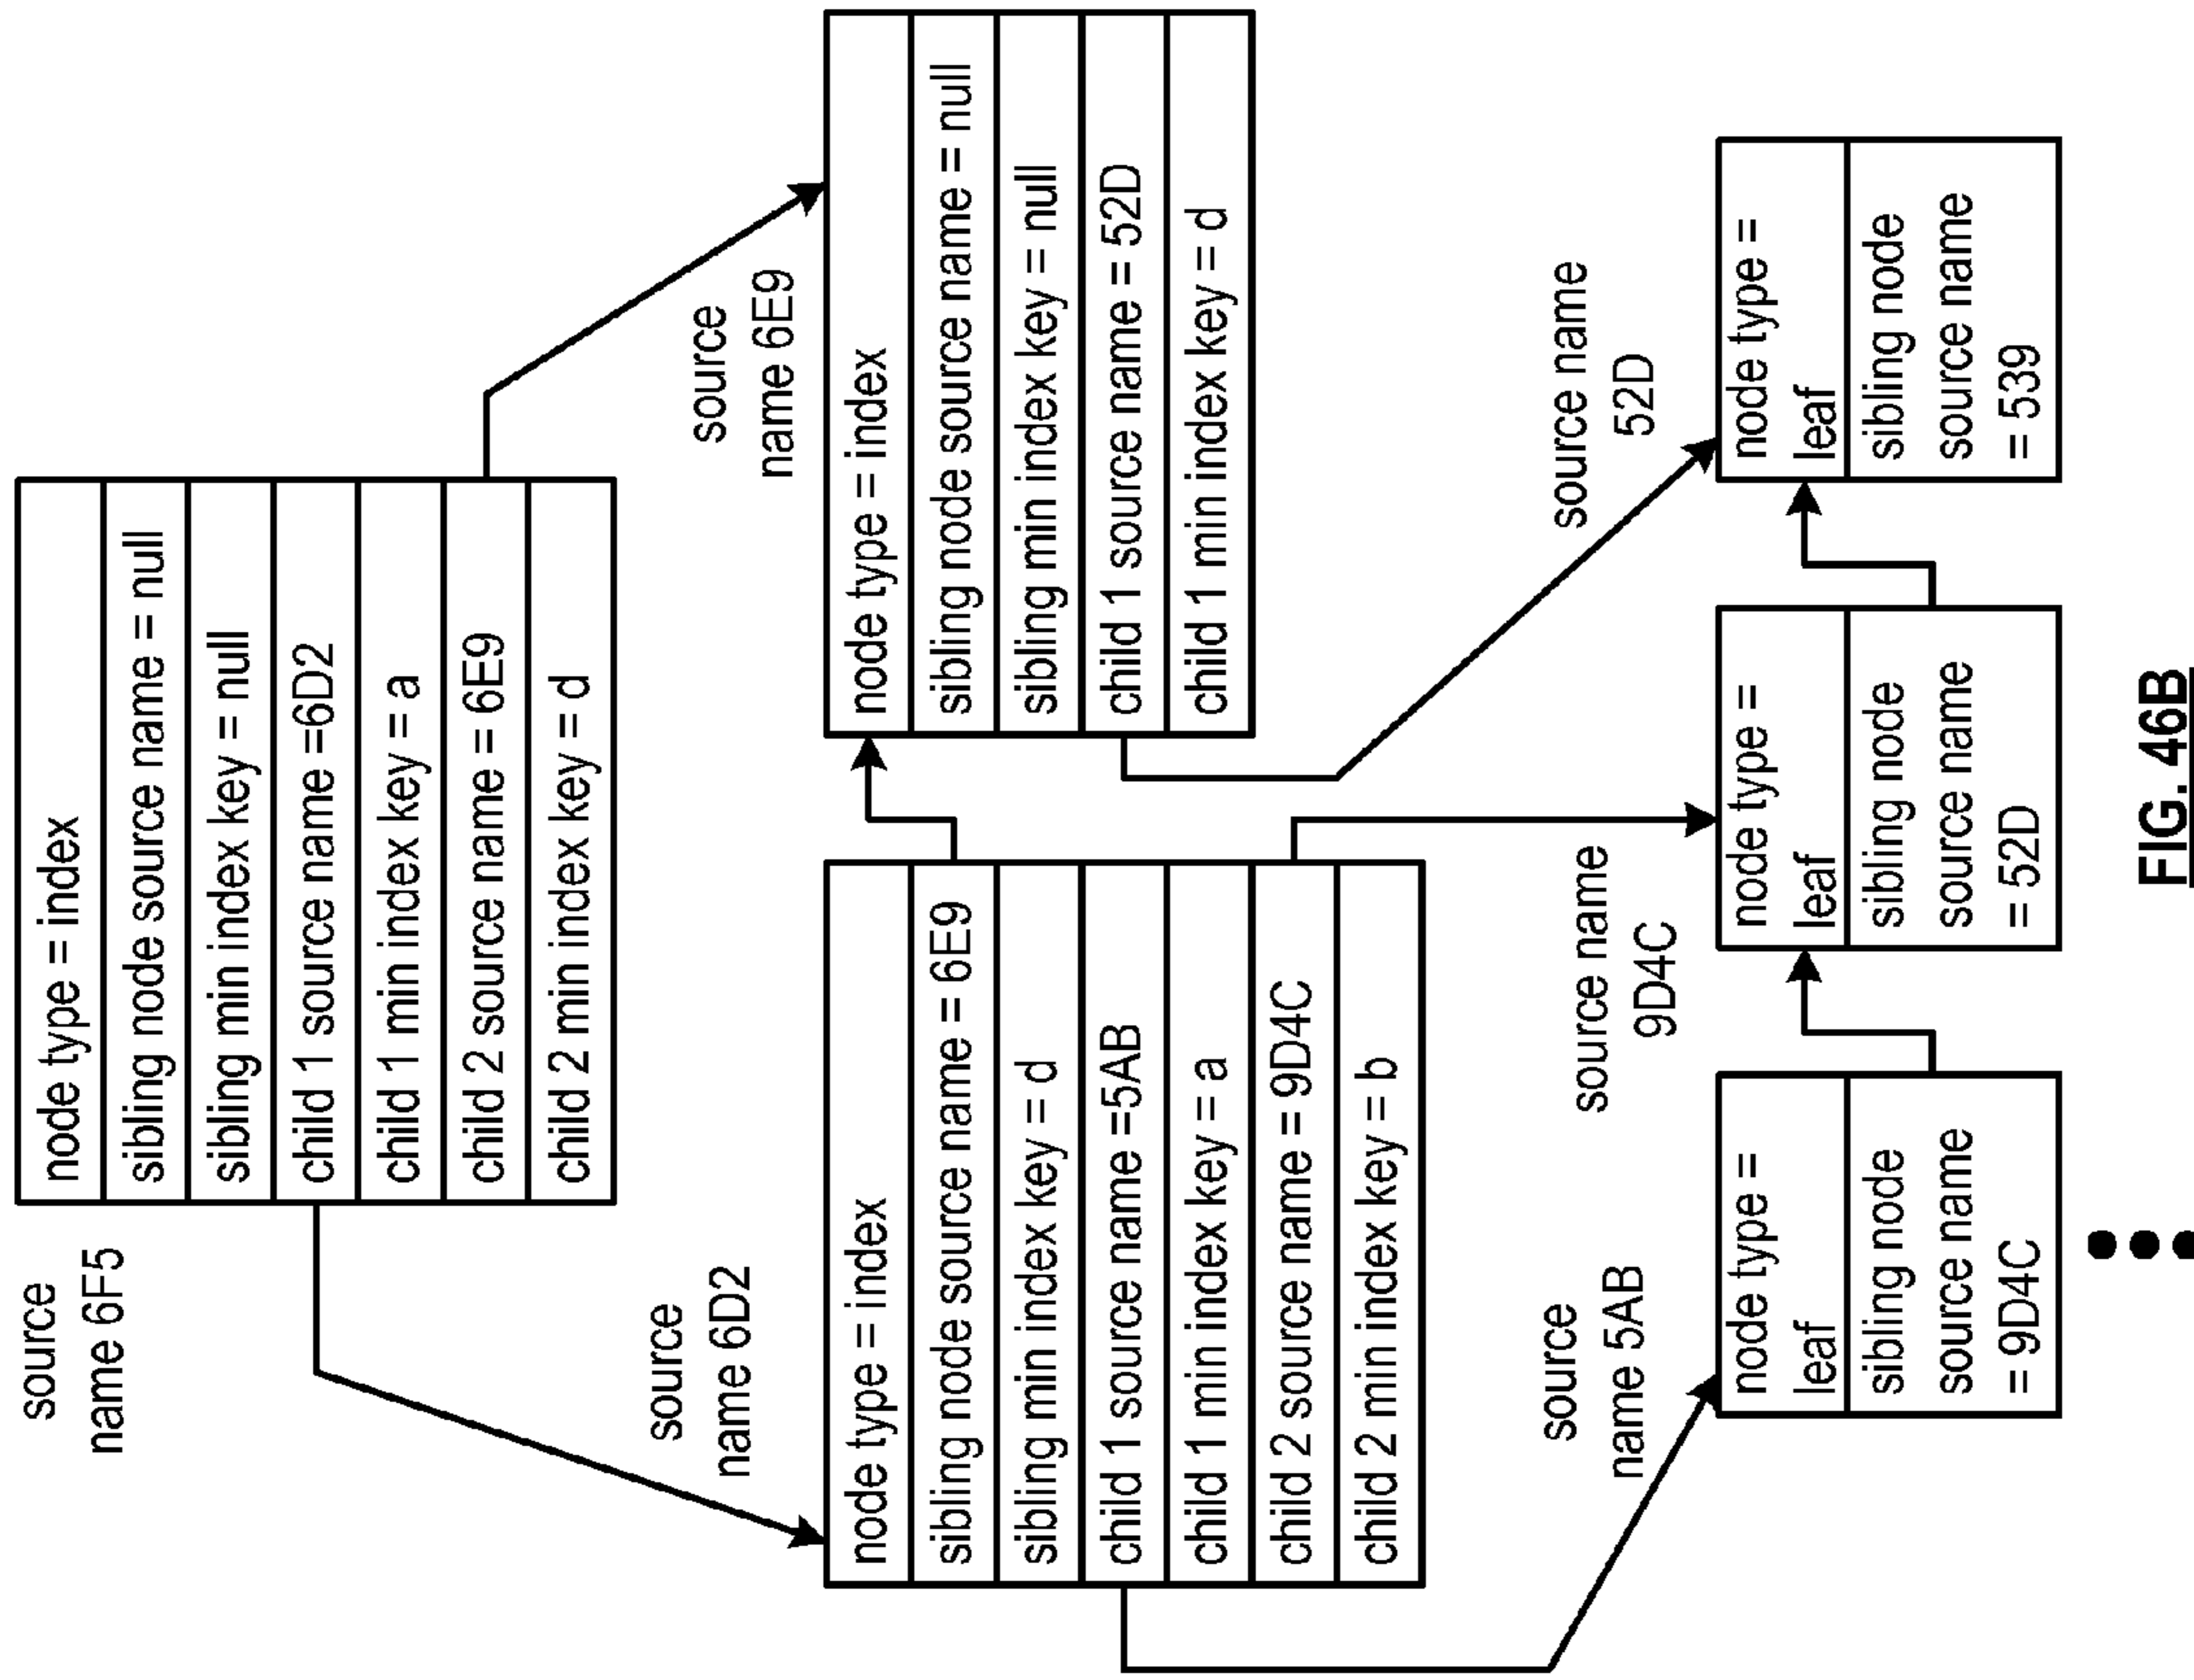 source
name 6F5
node type = index
sibling node source name = null
sibling min index key = null
child 1 source name =6D2
child 1 min index key = a
child 2 source name = 6E9
child 2 min index key = d
source
name 6D2
node type = index
sibling node source name = 6E9
sibling min index key = d
child 1 source name =5AB
child 1 min index key = a
child 2 source name = 9D4C
child 2 min index key = b
source
name 6E9
node type = index
sibling node source name = null
sibling min index key = null
child 1 source name = 52D
child 1 min index key = d
source
name 5AB
node type =
leaf
sibling node
source name
= 9D4C
source name
9D4C
node type =
leaf
sibling node
source name
= 52D
source name
52D
node type =
leaf
sibling node
source name
= 539
FIG. 46B